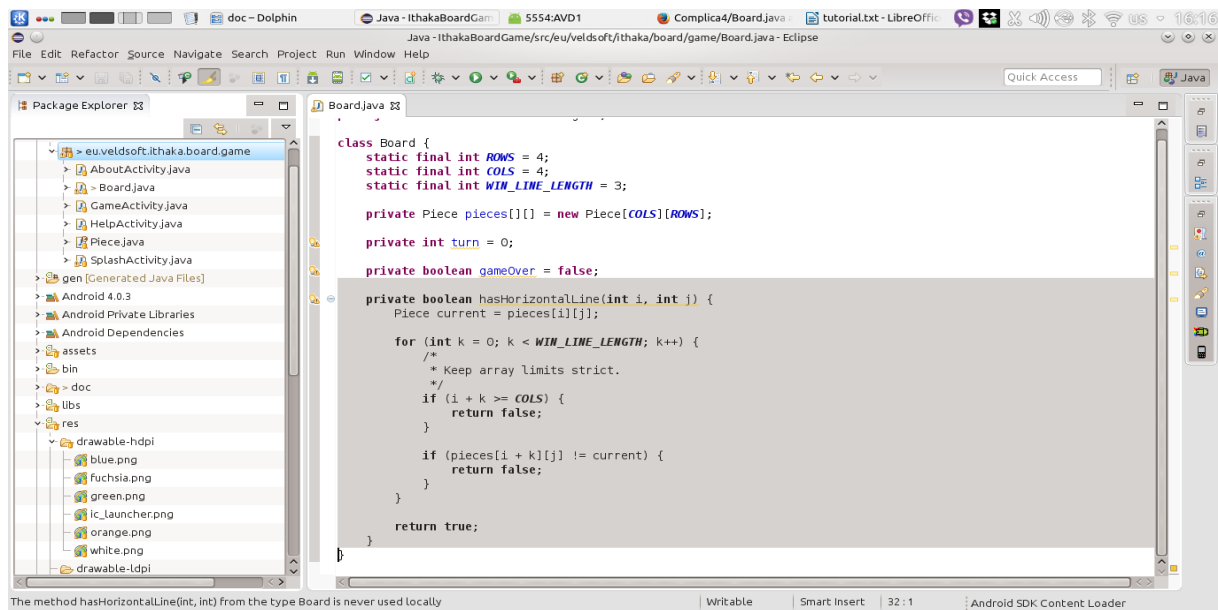 doc – Dolphin
Java - IthakaBoardGam
5554:AVD1
Complica4/Board.java
tutorial.txt - LibreOffic
us
16:16
Java - IthakaBoardGame/src/eu/veldsoft/ithaka/board/game/Board.java - Eclipse
File Edit Refactor Source Navigate Search Project Run Window Help
Quick Access
Java
Package Explorer
> eu.veldsoft.ithaka.board.game
AboutActivity.java
> Board.java
GameActivity.java
HelpActivity.java
Piece.java
SplashActivity.java
gen [Generated Java Files]
Android 4.0.3
Android Private Libraries
Android Dependencies
assets
bin
> doc
libs
res
drawable-hdpi
blue.png
fuchsia.png
green.png
ic_launcher.png
orange.png
white.png
drawable-ldpi
Board.java
class Board {
static final int ROWS = 4;
static final int COLS = 4;
static final int WIN_LINE_LENGTH = 3;
private Piece pieces[][] = new Piece[COLS][ROWS];
private int turn = 0;
private boolean gameOver = false;
private boolean hasHorizontalLine(int i, int j) {
Piece current = pieces[i][j];
for (int k = 0; k < WIN_LINE_LENGTH; k++) {
/*
* Keep array limits strict.
*/
if (i + k >= COLS) {
return false;
}
if (pieces[i + k][j] != current) {
return false;
}
}
return true;
}
}
The method hasHorizontalLine(int, int) from the type Board is never used locally
Writable
Smart Insert
32 : 1
Android SDK Content Loader